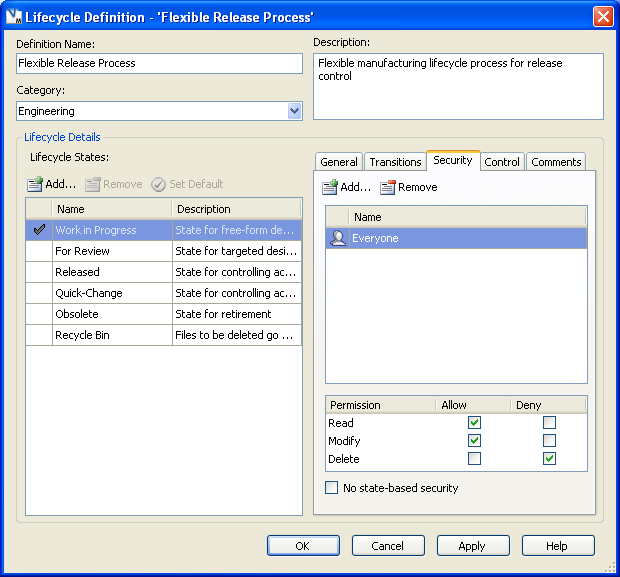 Lifecycle Definition - 'Flexible Release Process'
Definition Name:
Flexible Release Process
Description:
Flexible manufacturing lifecycle process for release
control
Category:
Engineering
Lifecycle Details
Lifecycle States:
Add... Remove Set Default
Name Description
Work in Progress State for free-form de...
For Review State for targeted desi...
Released State for controlling ac...
Quick-Change State for controlling ac...
Obsolete State for retirement
Recycle Bin Files to be deleted go ...
General Transitions Security Control Comments
Add... Remove
Name
Everyone
Permission Allow Deny
Read
Modify
Delete
No state-based security
OK Cancel Apply Help